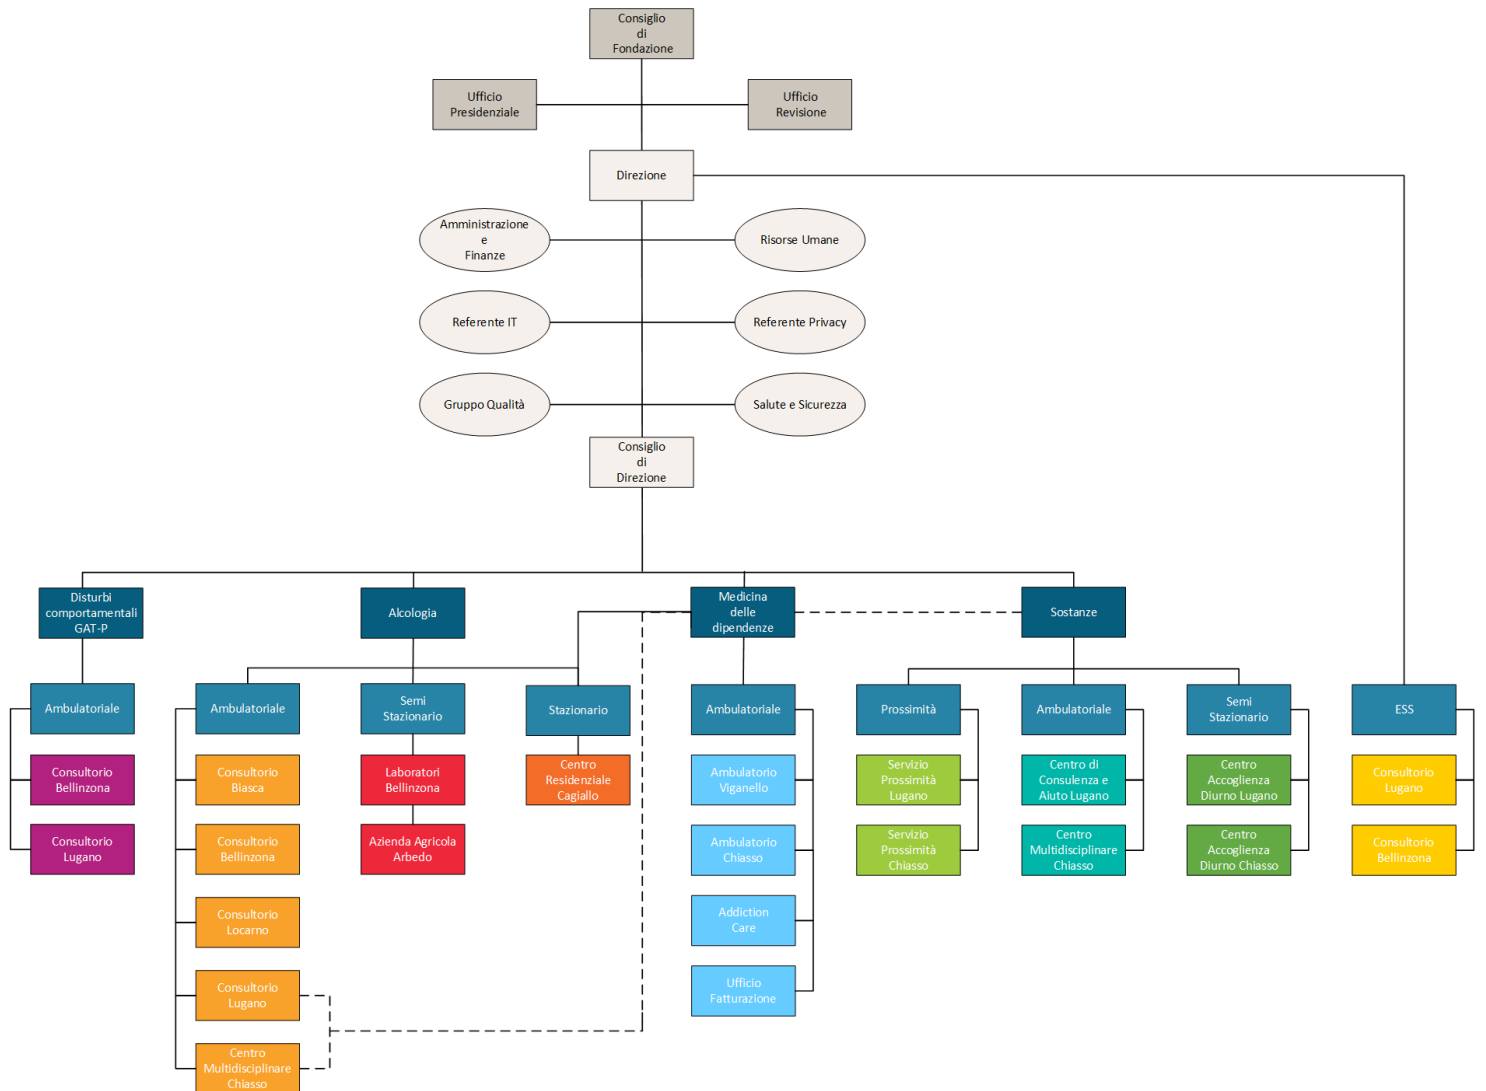 Consiglio
di
Fondazione
Ufficio
Presidenziale
Ufficio
Revisione
Direzione
Amministrazione
e
Finanze
Risorse Umane
Referente IT
Referente Privacy
Gruppo Qualità
Salute e Sicurezza
Consiglio
di
Direzione
Disturbi
comportamentali
GAT-P
Alcologia
Medicina
delle
dipendenze
Sostanze
Ambulatoriale
Ambulatoriale
Semi
Stazionario
Stazionario
Ambulatoriale
Prossimità
Ambulatoriale
Semi
Stazionario
ESS
Consultorio
Bellinzona
Consultorio
Biasca
Laboratori
Bellinzona
Centro
Residenziale
Cagiallo
Ambulatorio
Viganello
Servizio
Prossimità
Lugano
Centro di
Consulenza e
Aiuto Lugano
Centro
Accoglienza
Diurno Lugano
Consultorio
Lugano
Consultorio
Lugano
Consultorio
Bellinzona
Azienda Agricola
Arbedo
Ambulatorio
Chiasso
Servizio
Prossimità
Chiasso
Centro
Multidisciplinare
Chiasso
Centro
Accoglienza
Diurno Chiasso
Consultorio
Bellinzona
Consultorio
Locarno
Addiction
Care
Consultorio
Lugano
Ufficio
Fatturazione
Centro
Multidisciplinare
Chiasso